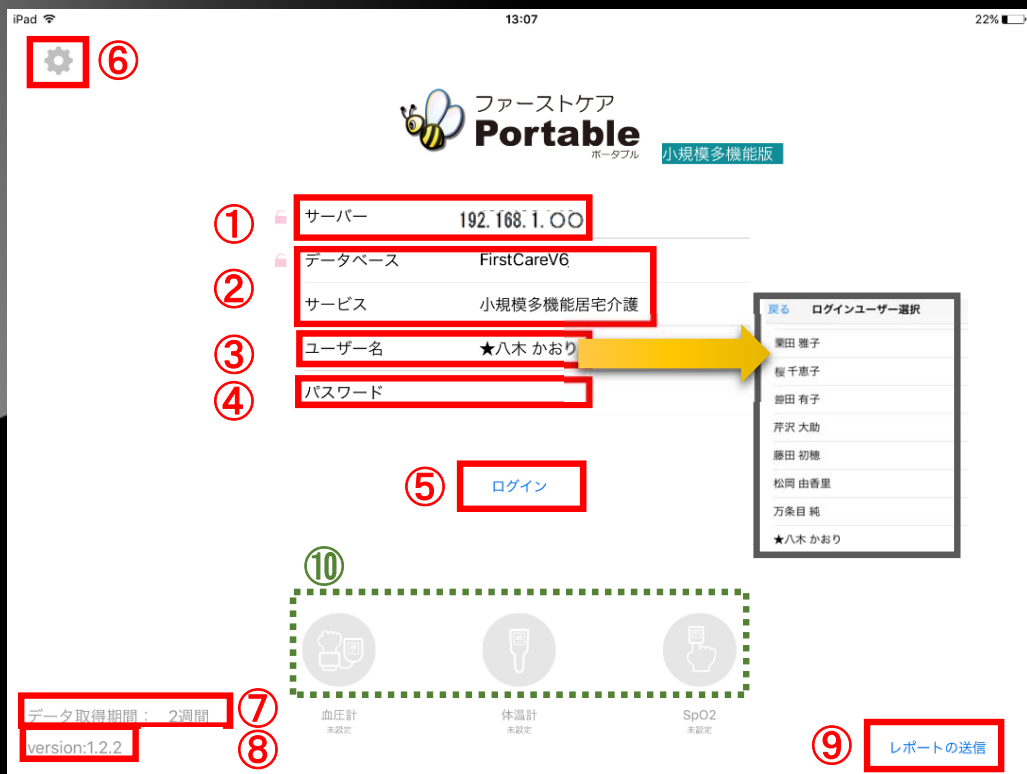 iPad 13:07 22%
⑥
ファーストケア
Portable
ポータブル
小規模多機能版
① サーバー 192.168.1.〇〇
② データベース FirstCareV6
サービス 小規模多機能居宅介護
③ ユーザー名 ★八木 かおり
④ パスワード
戻る ログインユーザー選択
栗田 雅子
桜 千恵子
曽田 有子
芹沢 大助
藤田 初穂
松岡 由香里
万条目 純
★八木 かおり
⑤ ログイン
⑩
血圧計 体温計 SpO2
未設定 未設定 未設定
データ取得期間： 2週間 ⑦
version:1.2.2 ⑧
⑨ レポートの送信